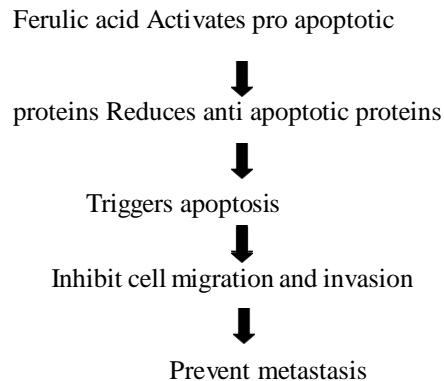 Ferulic acid Activates pro apoptotic
proteins Reduces anti apoptotic proteins
Triggers apoptosis
Inhibit cell migration and invasion
Prevent metastasis